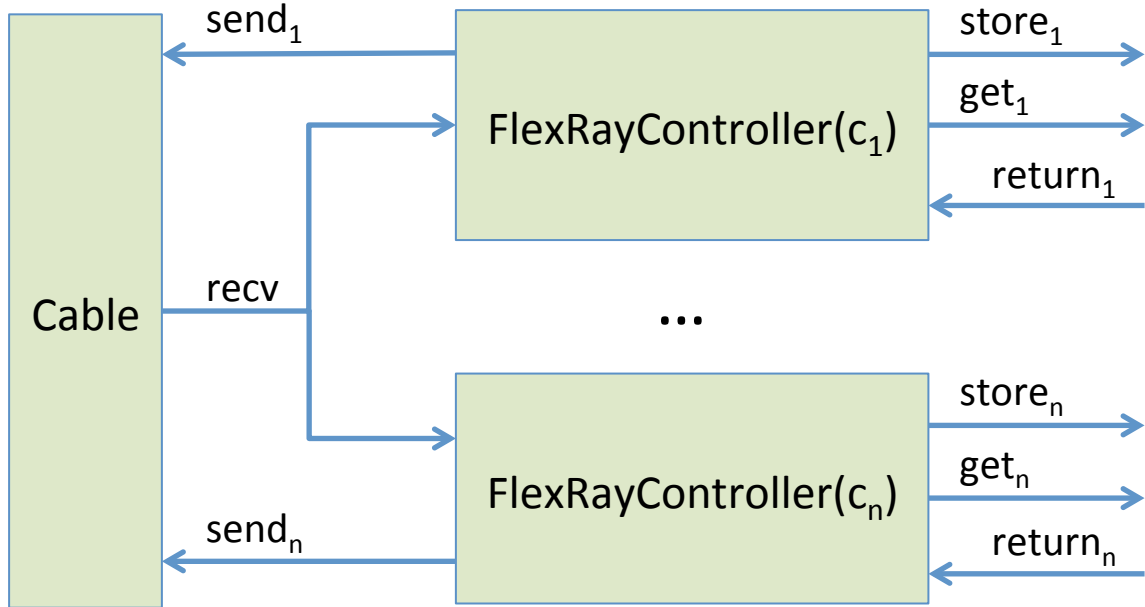 send₁
store₁
get₁
FlexRayController(c₁)
return₁
recv
Cable
...
storeₙ
getₙ
FlexRayController(cₙ)
sendₙ
returnₙ